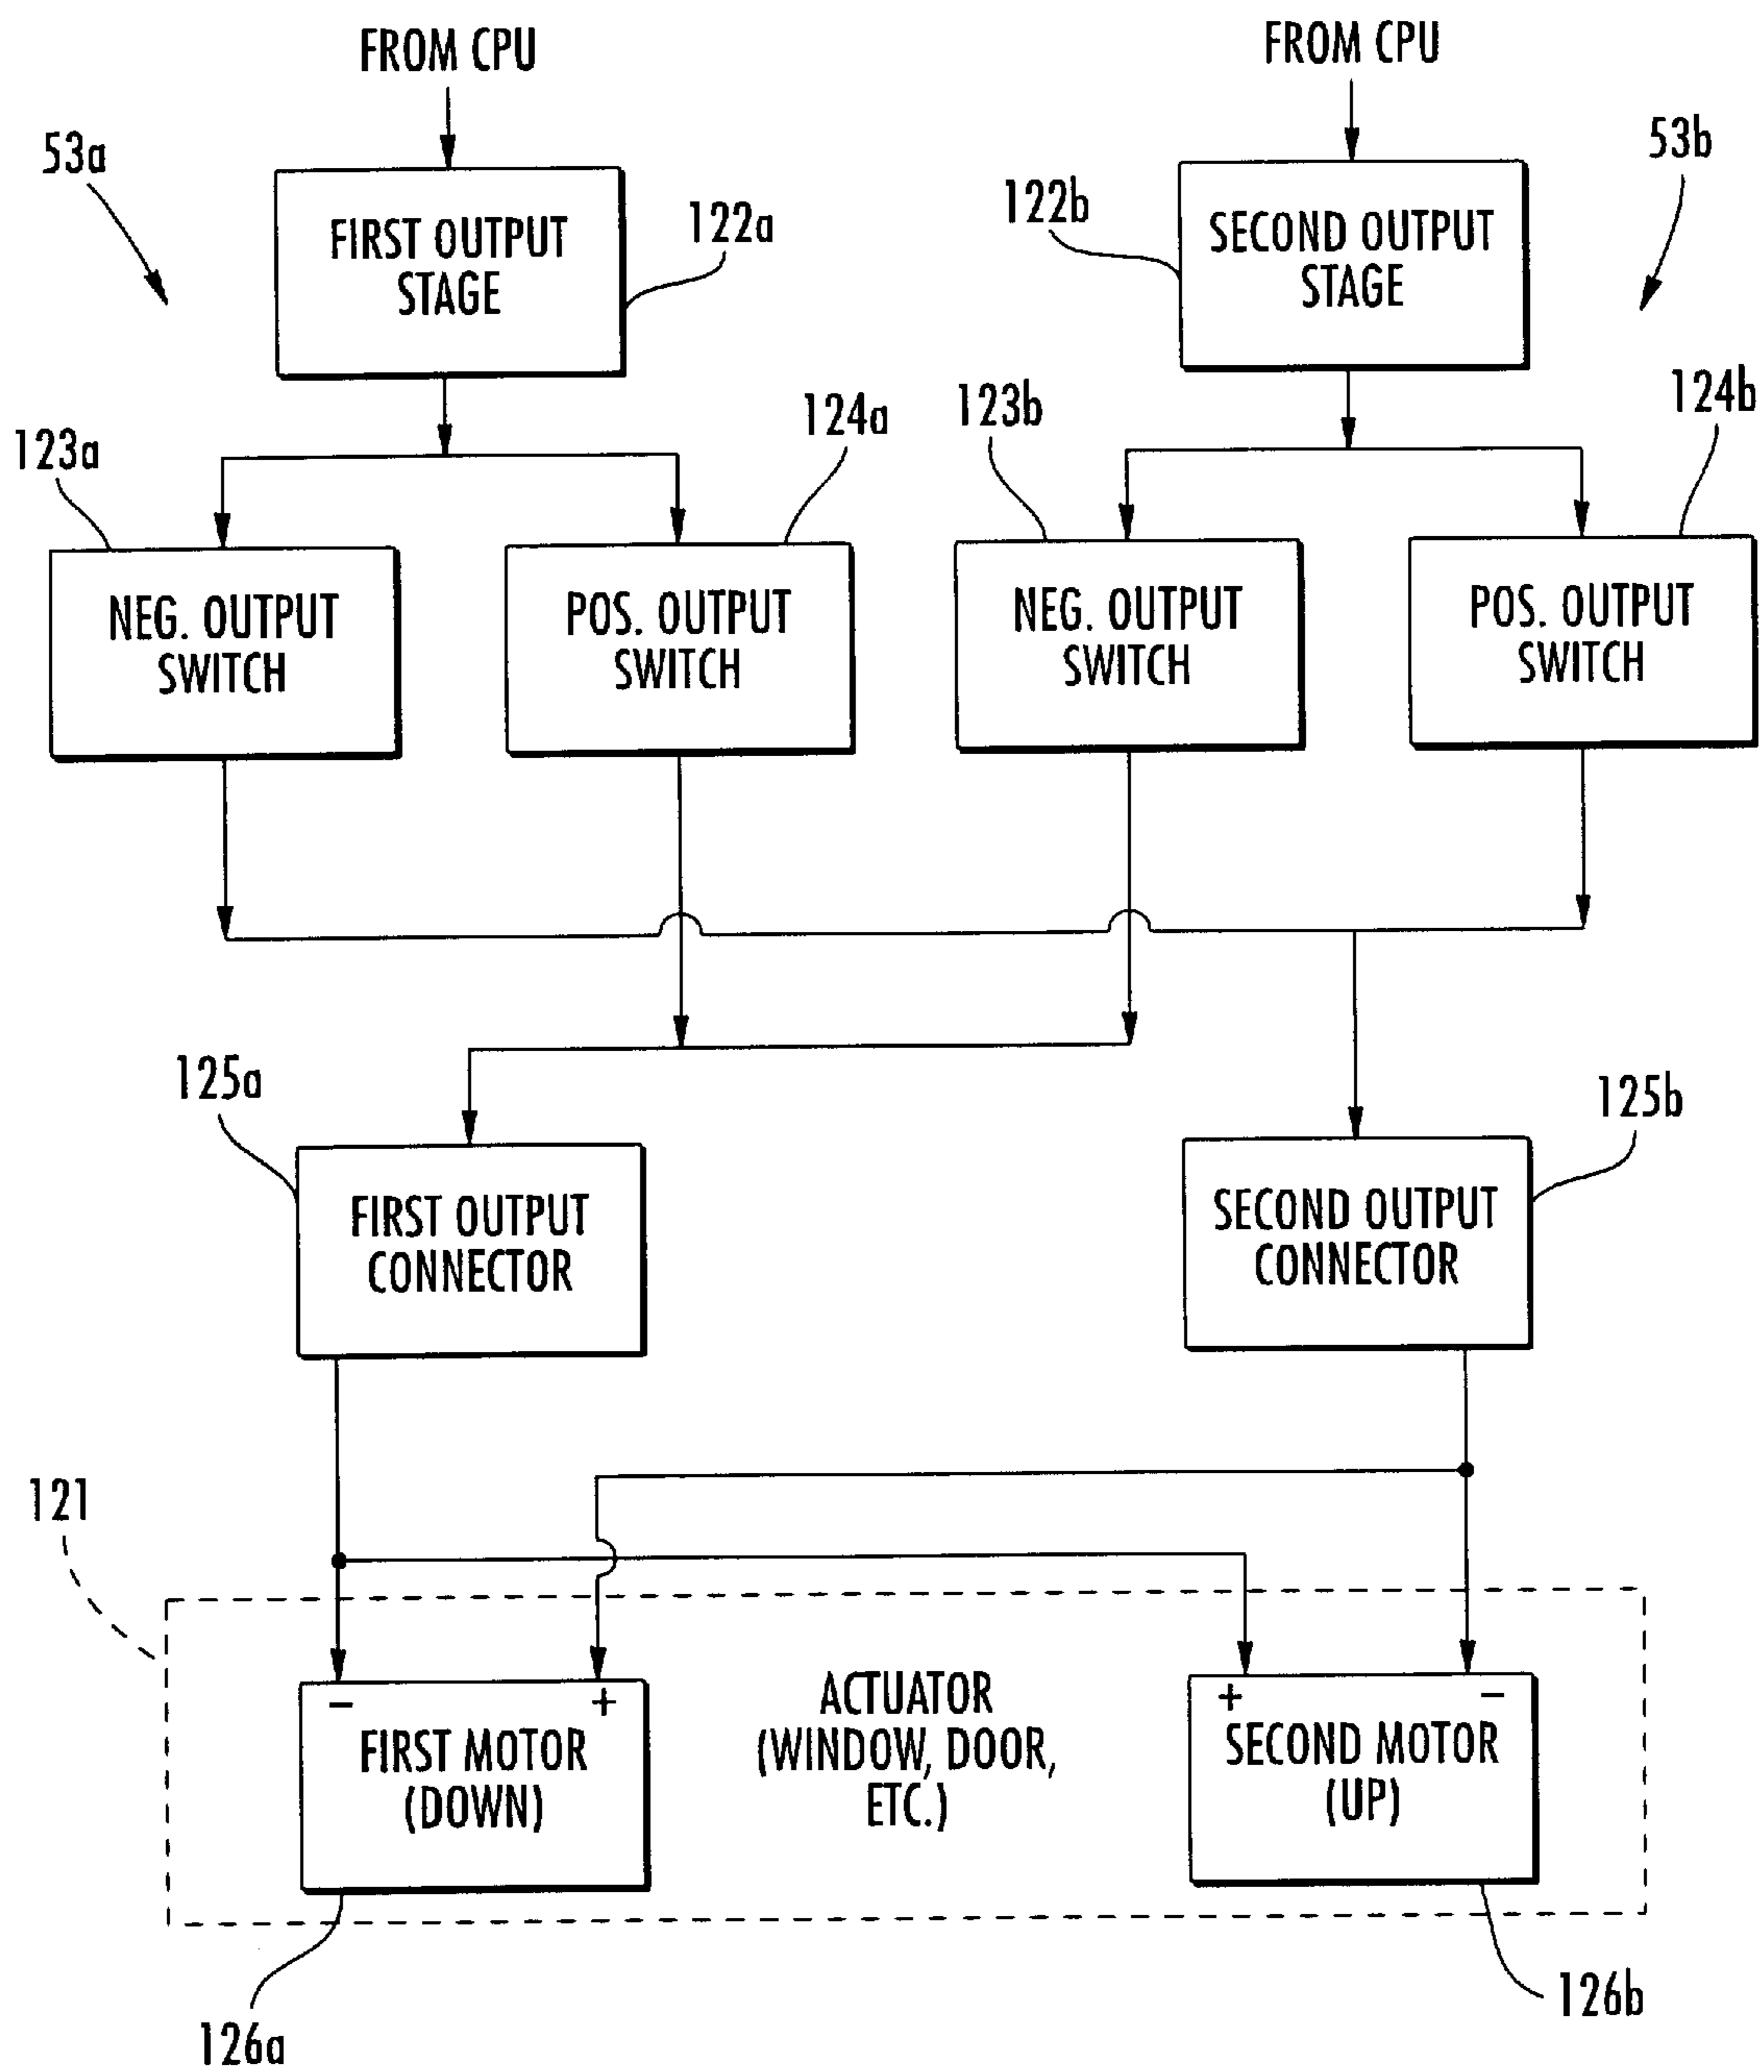 FROM CPU
FROM CPU
53a
53b
FIRST OUTPUT
STAGE
122a
122b
SECOND OUTPUT
STAGE
123a
124a
123b
124b
NEG. OUTPUT
SWITCH
POS. OUTPUT
SWITCH
NEG. OUTPUT
SWITCH
POS. OUTPUT
SWITCH
125a
125b
FIRST OUTPUT
CONNECTOR
SECOND OUTPUT
CONNECTOR
121
− +
FIRST MOTOR
(DOWN)
ACTUATOR
(WINDOW, DOOR,
ETC.)
+ −
SECOND MOTOR
(UP)
126a
126b